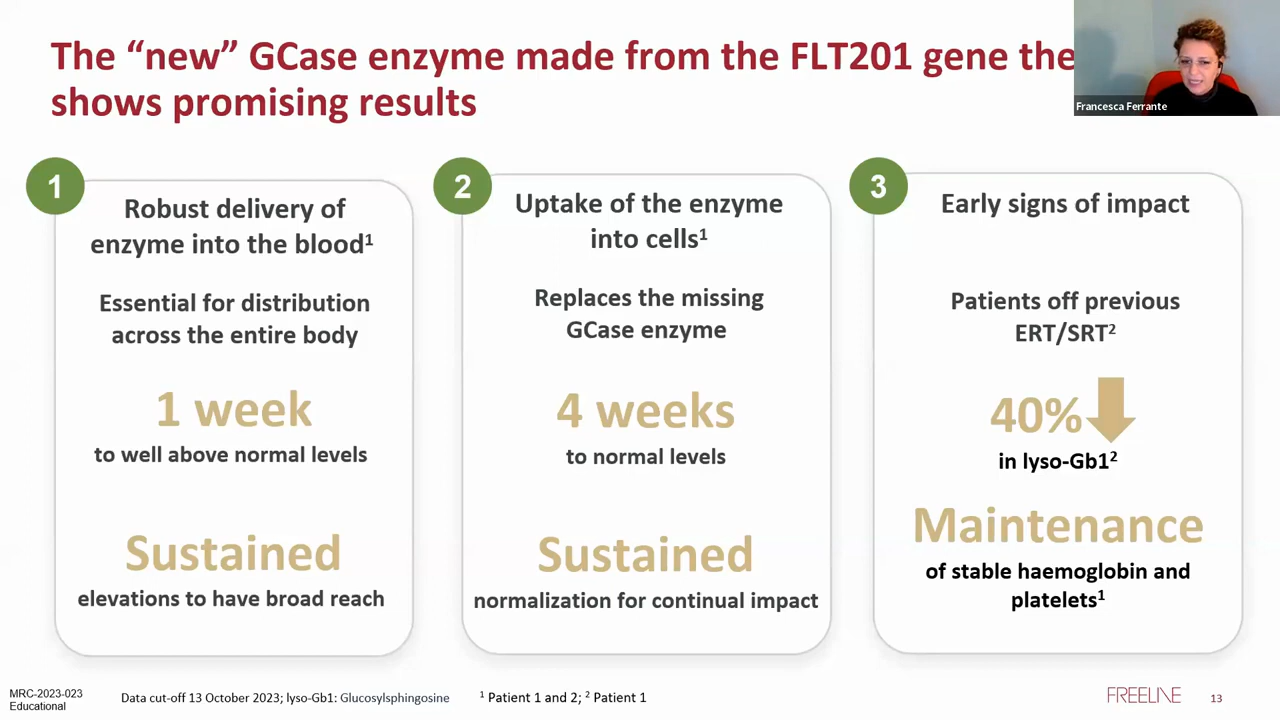 The “new” GCase enzyme made from the FLT201 gene the
shows promising results
Francesca Ferrante
1
Robust delivery of
enzyme into the blood¹
Essential for distribution
across the entire body
1 week
to well above normal levels
Sustained
elevations to have broad reach
2
Uptake of the enzyme
into cells¹
Replaces the missing
GCase enzyme
4 weeks
to normal levels
Sustained
normalization for continual impact
3
Early signs of impact
Patients off previous
ERT/SRT²
40%
in lyso-Gb1²
Maintenance
of stable haemoglobin and
platelets¹
MRC-2023-023
Educational
Data cut-off 13 October 2023; lyso-Gb1: Glucosylsphingosine
¹ Patient 1 and 2; ² Patient 1
FREELINE
13